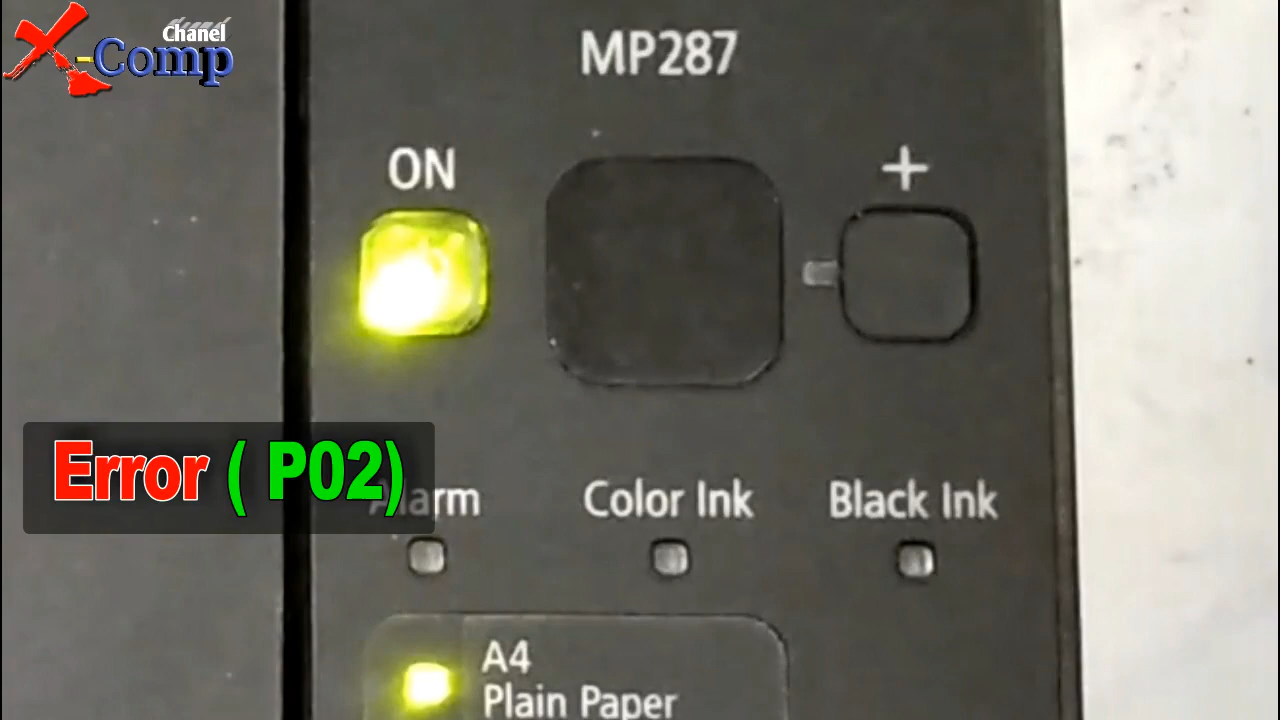 Chanel
X-Comp
MP287
ON
+
Error ( P02)
Alarm
Color Ink
Black Ink
A4
Plain Paper